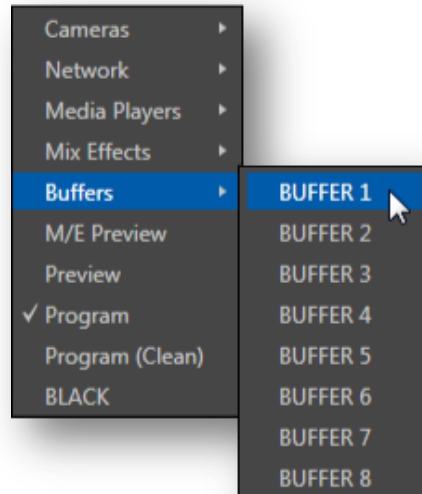 Cameras
Network
Media Players
Mix Effects
Buffers
M/E Preview
Preview
✓ Program
Program (Clean)
BLACK
BUFFER 1
BUFFER 2
BUFFER 3
BUFFER 4
BUFFER 5
BUFFER 6
BUFFER 7
BUFFER 8